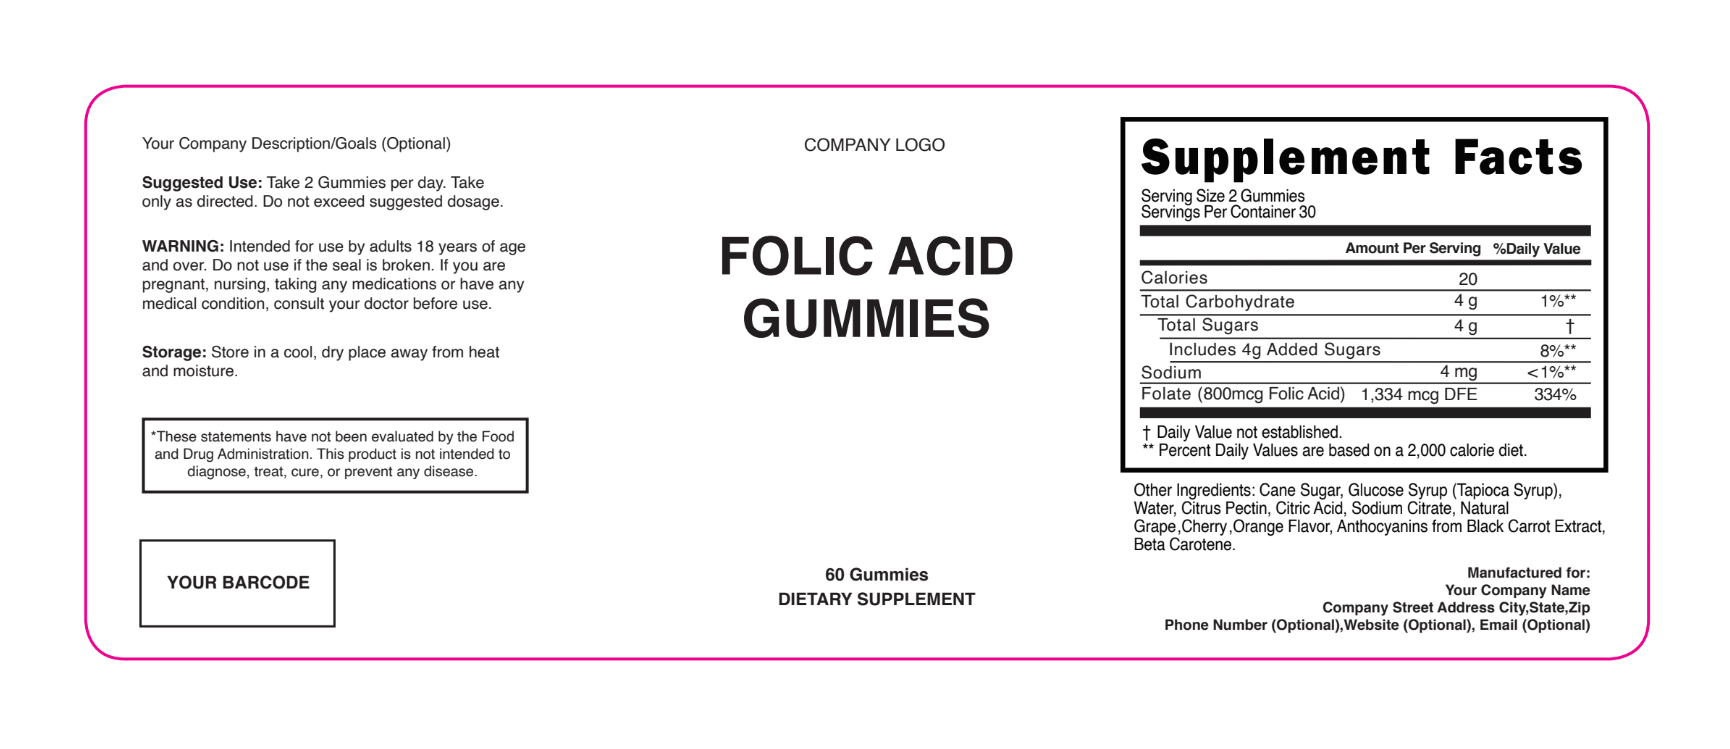 Your Company Description/Goals (Optional)
Suggested Use: Take 2 Gummies per day. Take
only as directed. Do not exceed suggested dosage.
WARNING: Intended for use by adults 18 years of age
and over. Do not use if the seal is broken. If you are
pregnant, nursing, taking any medications or have any
medical condition, consult your doctor before use.
Storage: Store in a cool, dry place away from heat
and moisture.
*These statements have not been evaluated by the Food
and Drug Administration. This product is not intended to
diagnose, treat, cure, or prevent any disease.
YOUR BARCODE
COMPANY LOGO
FOLIC ACID
GUMMIES
60 Gummies
DIETARY SUPPLEMENT
Supplement Facts
Serving Size 2 Gummies
Servings Per Container 30
Amount Per Serving %Daily Value
Calories 20
Total Carbohydrate 4 g 1%**
Total Sugars 4 g †
Includes 4g Added Sugars 8%**
Sodium 4 mg <1%**
Folate (800mcg Folic Acid) 1,334 mcg DFE 334%
† Daily Value not established.
** Percent Daily Values are based on a 2,000 calorie diet.
Other Ingredients: Cane Sugar, Glucose Syrup (Tapioca Syrup),
Water, Citrus Pectin, Citric Acid, Sodium Citrate, Natural
Grape,Cherry,Orange Flavor, Anthocyanins from Black Carrot Extract,
Beta Carotene.
Manufactured for:
Your Company Name
Company Street Address City,State,Zip
Phone Number (Optional),Website (Optional), Email (Optional)